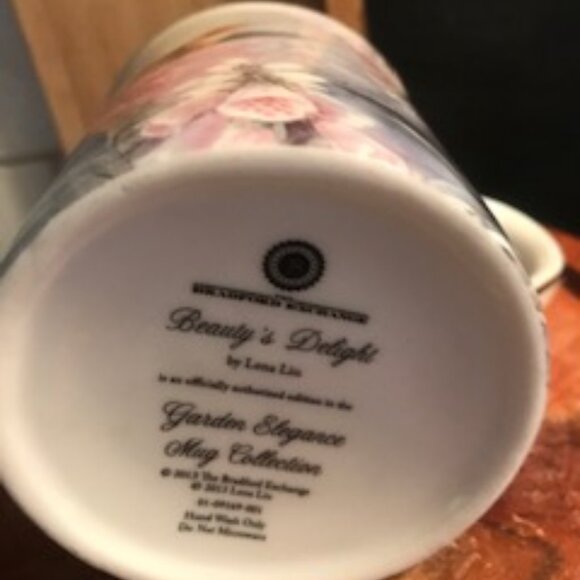 BRADFORD EXCHANGE
Beauty's Delight
by Lena Liu
is an officially authorized edition in the
Garden Elegance
Mug Collection
© 2013 The Bradford Exchange
© 2013 Lena Liu
Hand Wash Only
Do Not Microwave